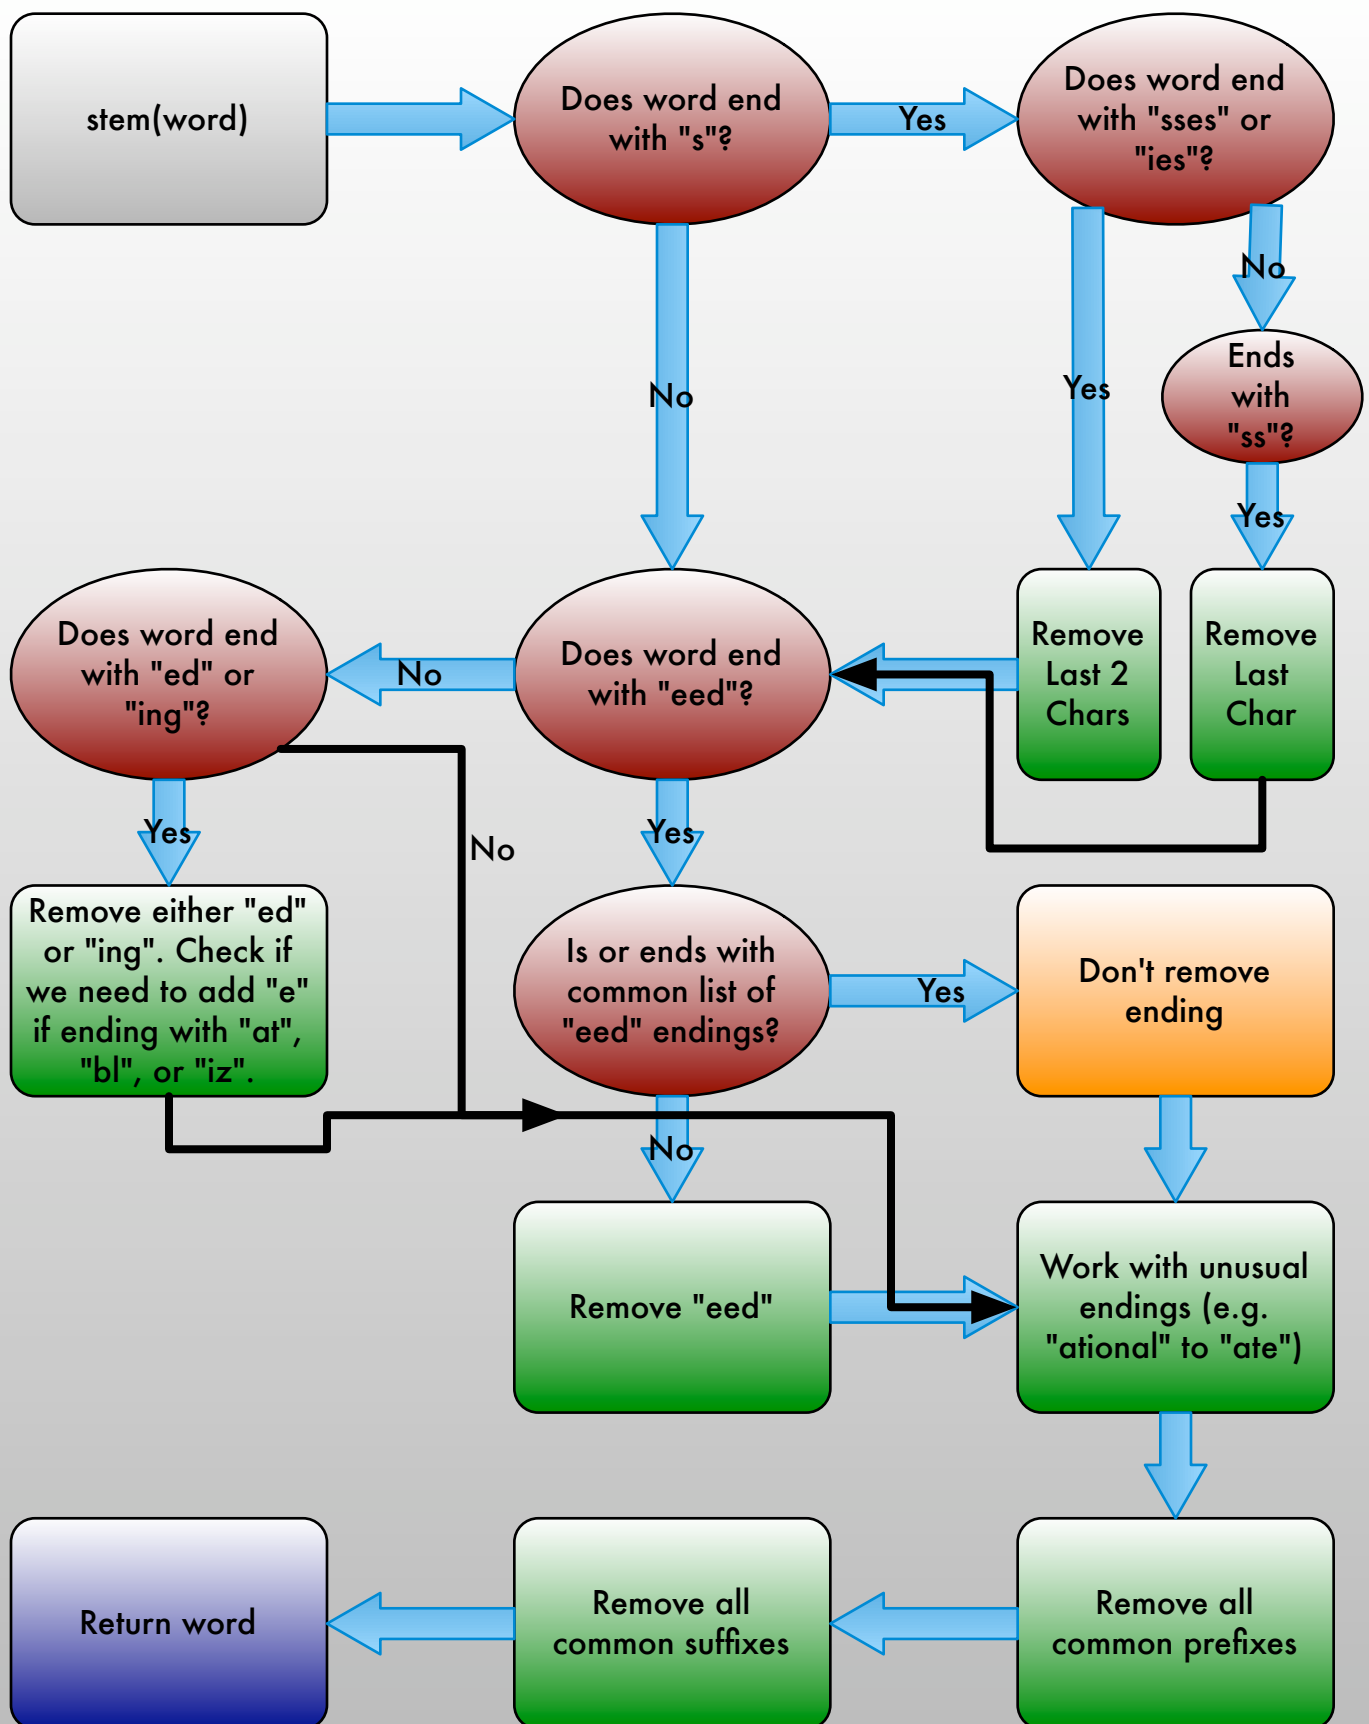 stem(word)
Does word end
with "s"?
Yes
Does word end
with "sses" or
"ies"?
No
No
Yes
Ends
with
"ss"?
Yes
Does word end
with "ed" or
"ing"?
No
Does word end
with "eed"?
Remove
Last 2
Chars
Remove
Last
Char
Yes
No
Yes
Remove either "ed"
or "ing". Check if
we need to add "e"
if ending with "at",
"bl", or "iz".
Is or ends with
common list of
"eed" endings?
Yes
Don't remove
ending
No
Remove "eed"
Work with unusual
endings (e.g.
"ational" to "ate")
Return word
Remove all
common suffixes
Remove all
common prefixes